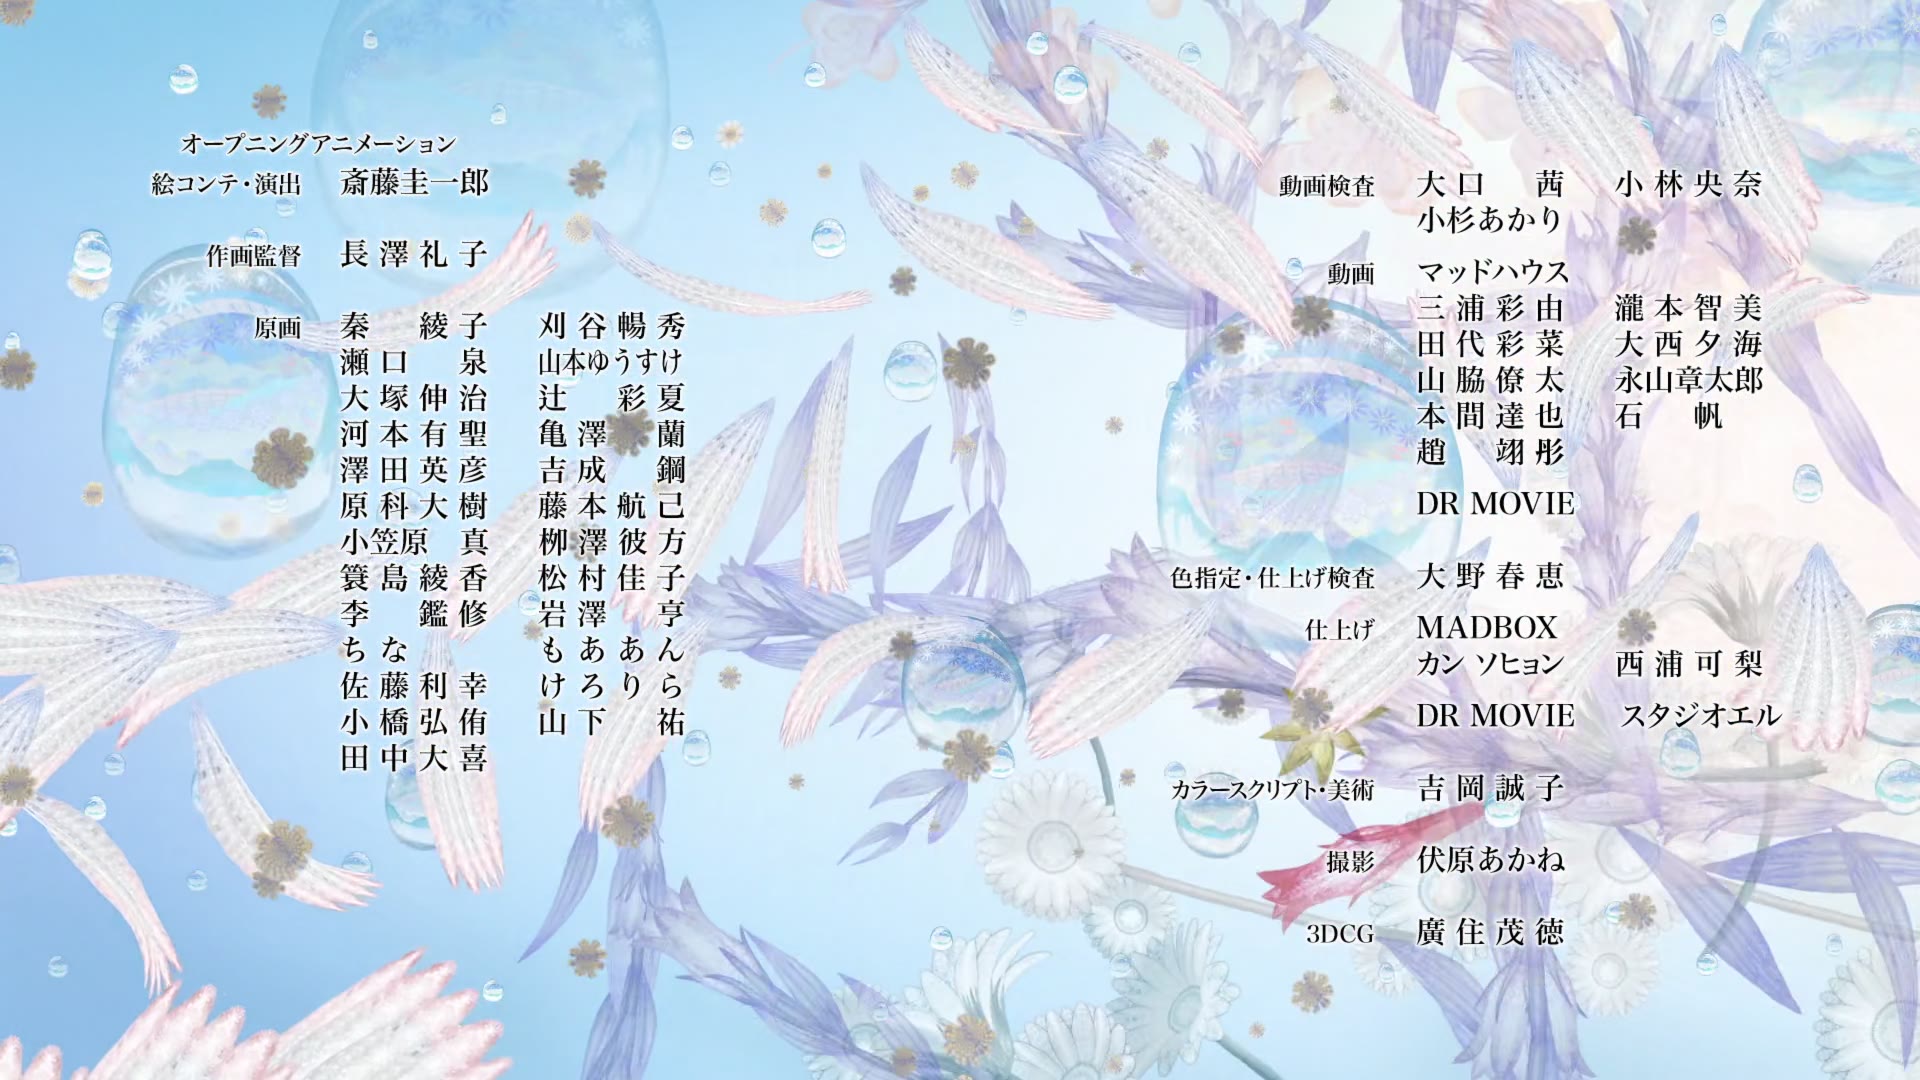 オープニングアニメーション
絵コンテ・演出 斎藤圭一郎
作画監督 長澤礼子
原画 秦 綾子 刈谷暢秀
瀬口 泉 山本ゆうすけ
大塚伸治 辻 彩夏
河本有聖 亀澤 蘭
澤田英彦 吉成 鋼
原科大樹 藤本航己
小笠原 真 柳澤彼方
簑島綾香 松村佳子
李 鑑修 岩澤 亨
ちな もああん
佐藤利幸 けろりら
小橋弘侑 山下 祐
田中大喜
動画検査 大口 茜 小林央奈
小杉あかり
動画 マッドハウス
三浦彩由 瀧本智美
田代彩菜 大西夕海
山脇僚太 永山章太郎
本間達也 石 帆
趙 翊彤
DR MOVIE
色指定・仕上げ検査 大野春恵
仕上げ MADBOX
カン ソヒョン 西浦可梨
DR MOVIE スタジオエル
カラースクリプト・美術 吉岡誠子
撮影 伏原あかね
3DCG 廣住茂徳